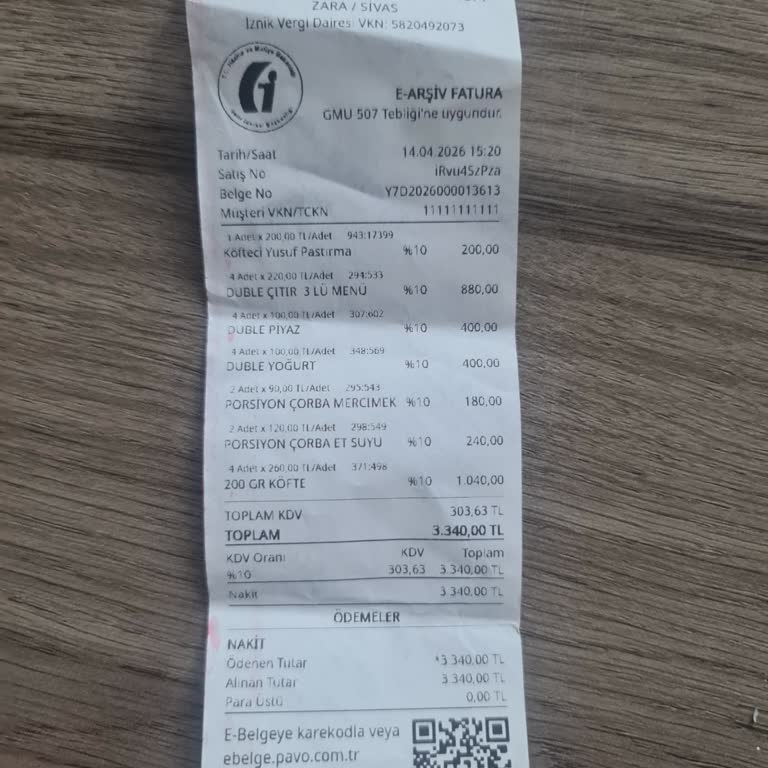 ZARA / SİVAS
İznik Vergi Dairesi VKN: 5820492073
E-ARŞİV FATURA
GMU 507 Tebliği'ne uygundur.
Tarih/Saat 14.04.2026 15:20
Satış No iRvu4SzPza
Belge No Y7D2026000013613
Müşteri VKN/TCKN 11111111111
1 Adet x 200,00 TL/Adet 943:17399
Köfteci Yusuf Pastırma %10 200,00
4 Adet x 220,00 TL/Adet 294:533
DUBLE ÇITIR 3 LÜ MENÜ %10 880,00
4 Adet x 100,00 TL/Adet 307:602
DUBLE PİYAZ %10 400,00
4 Adet x 100,00 TL/Adet 348:569
DUBLE YOĞURT %10 400,00
2 Adet x 90,00 TL/Adet 295:543
PORSİYON ÇORBA MERCİMEK %10 180,00
2 Adet x 120,00 TL/Adet 298:549
PORSİYON ÇORBA ET SUYU %10 240,00
4 Adet x 260,00 TL/Adet 371:498
200 GR KÖFTE %10 1.040,00
TOPLAM KDV 303,63 TL
TOPLAM 3.340,00 TL
KDV Oranı KDV Toplam
%10 303,63 3.340,00 TL
Nakit 3.340,00 TL
ÖDEMELER
NAKİT
Ödenen Tutar *3.340,00 TL
Alınan Tutar 3.340,00 TL
Para Üstü 0,00 TL
E-Belgeye karekodla veya
ebelge.pavo.com.tr